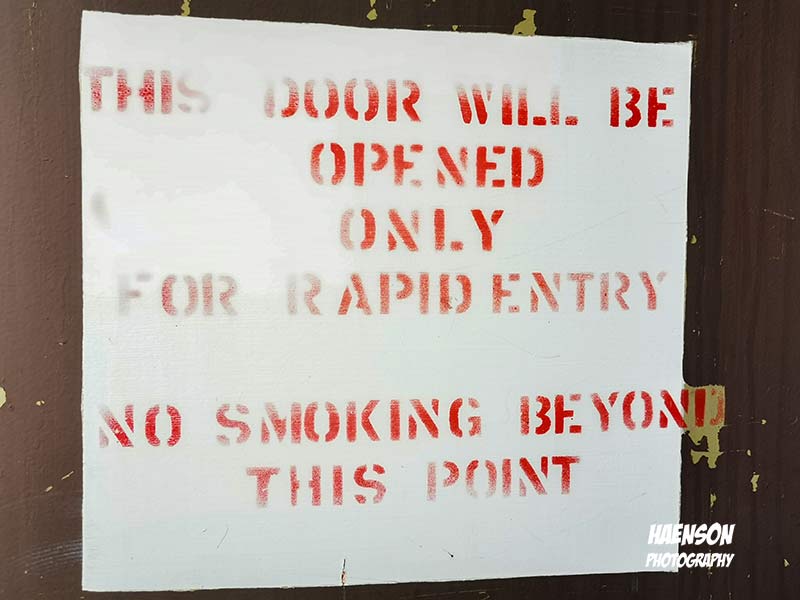 THIS DOOR WILL BE
OPENED
ONLY
FOR RAPID ENTRY
NO SMOKING BEYOND
THIS POINT
HAENSON
PHOTOGRAPHY